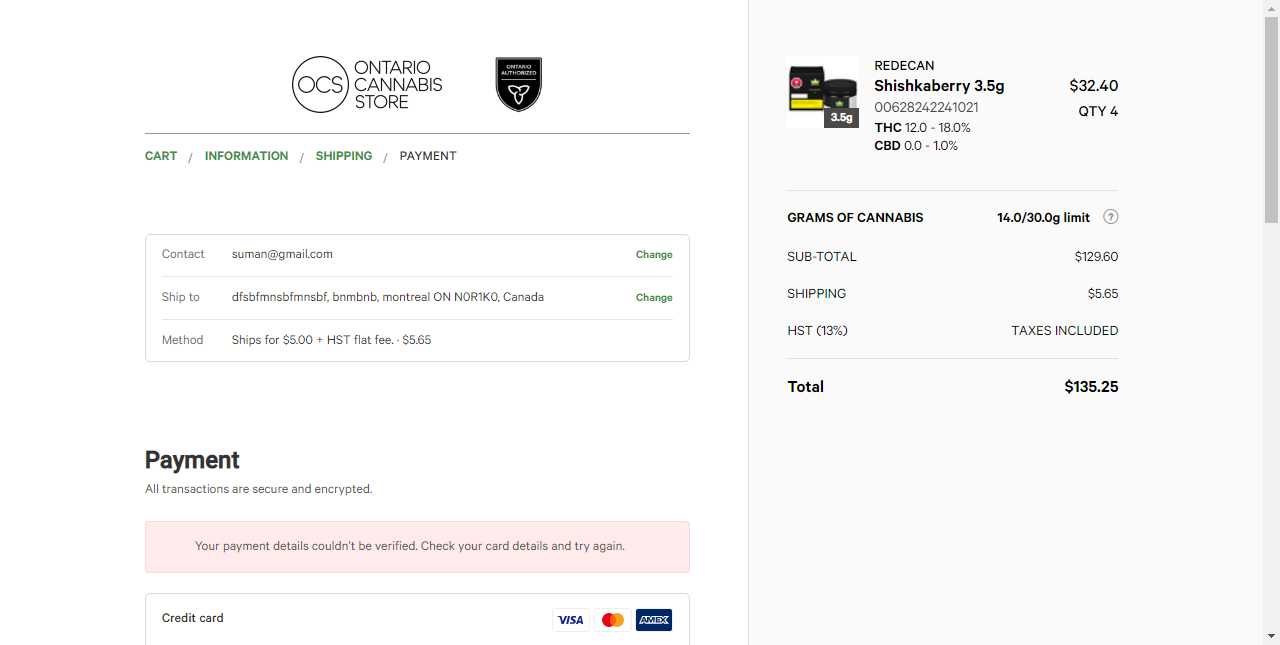 OCS ONTARIO
CANNABIS
STORE
ONTARIO
AUTHORIZED
CART / INFORMATION / SHIPPING / PAYMENT
Contact suman@gmail.com Change
Ship to dfsbfmnsbfmnsbf, bnmbnb, montreal ON N0R1K0, Canada Change
Method Ships for $5.00 + HST flat fee. · $5.65
Payment
All transactions are secure and encrypted.
Your payment details couldn't be verified. Check your card details and try again.
Credit card VISA AMEX
3.5g
REDECAN
Shishkaberry 3.5g $32.40
00628242241021 QTY 4
THC 12.0 - 18.0%
CBD 0.0 - 1.0%
GRAMS OF CANNABIS 14.0/30.0g limit ?
SUB-TOTAL $129.60
SHIPPING $5.65
HST (13%) TAXES INCLUDED
Total $135.25